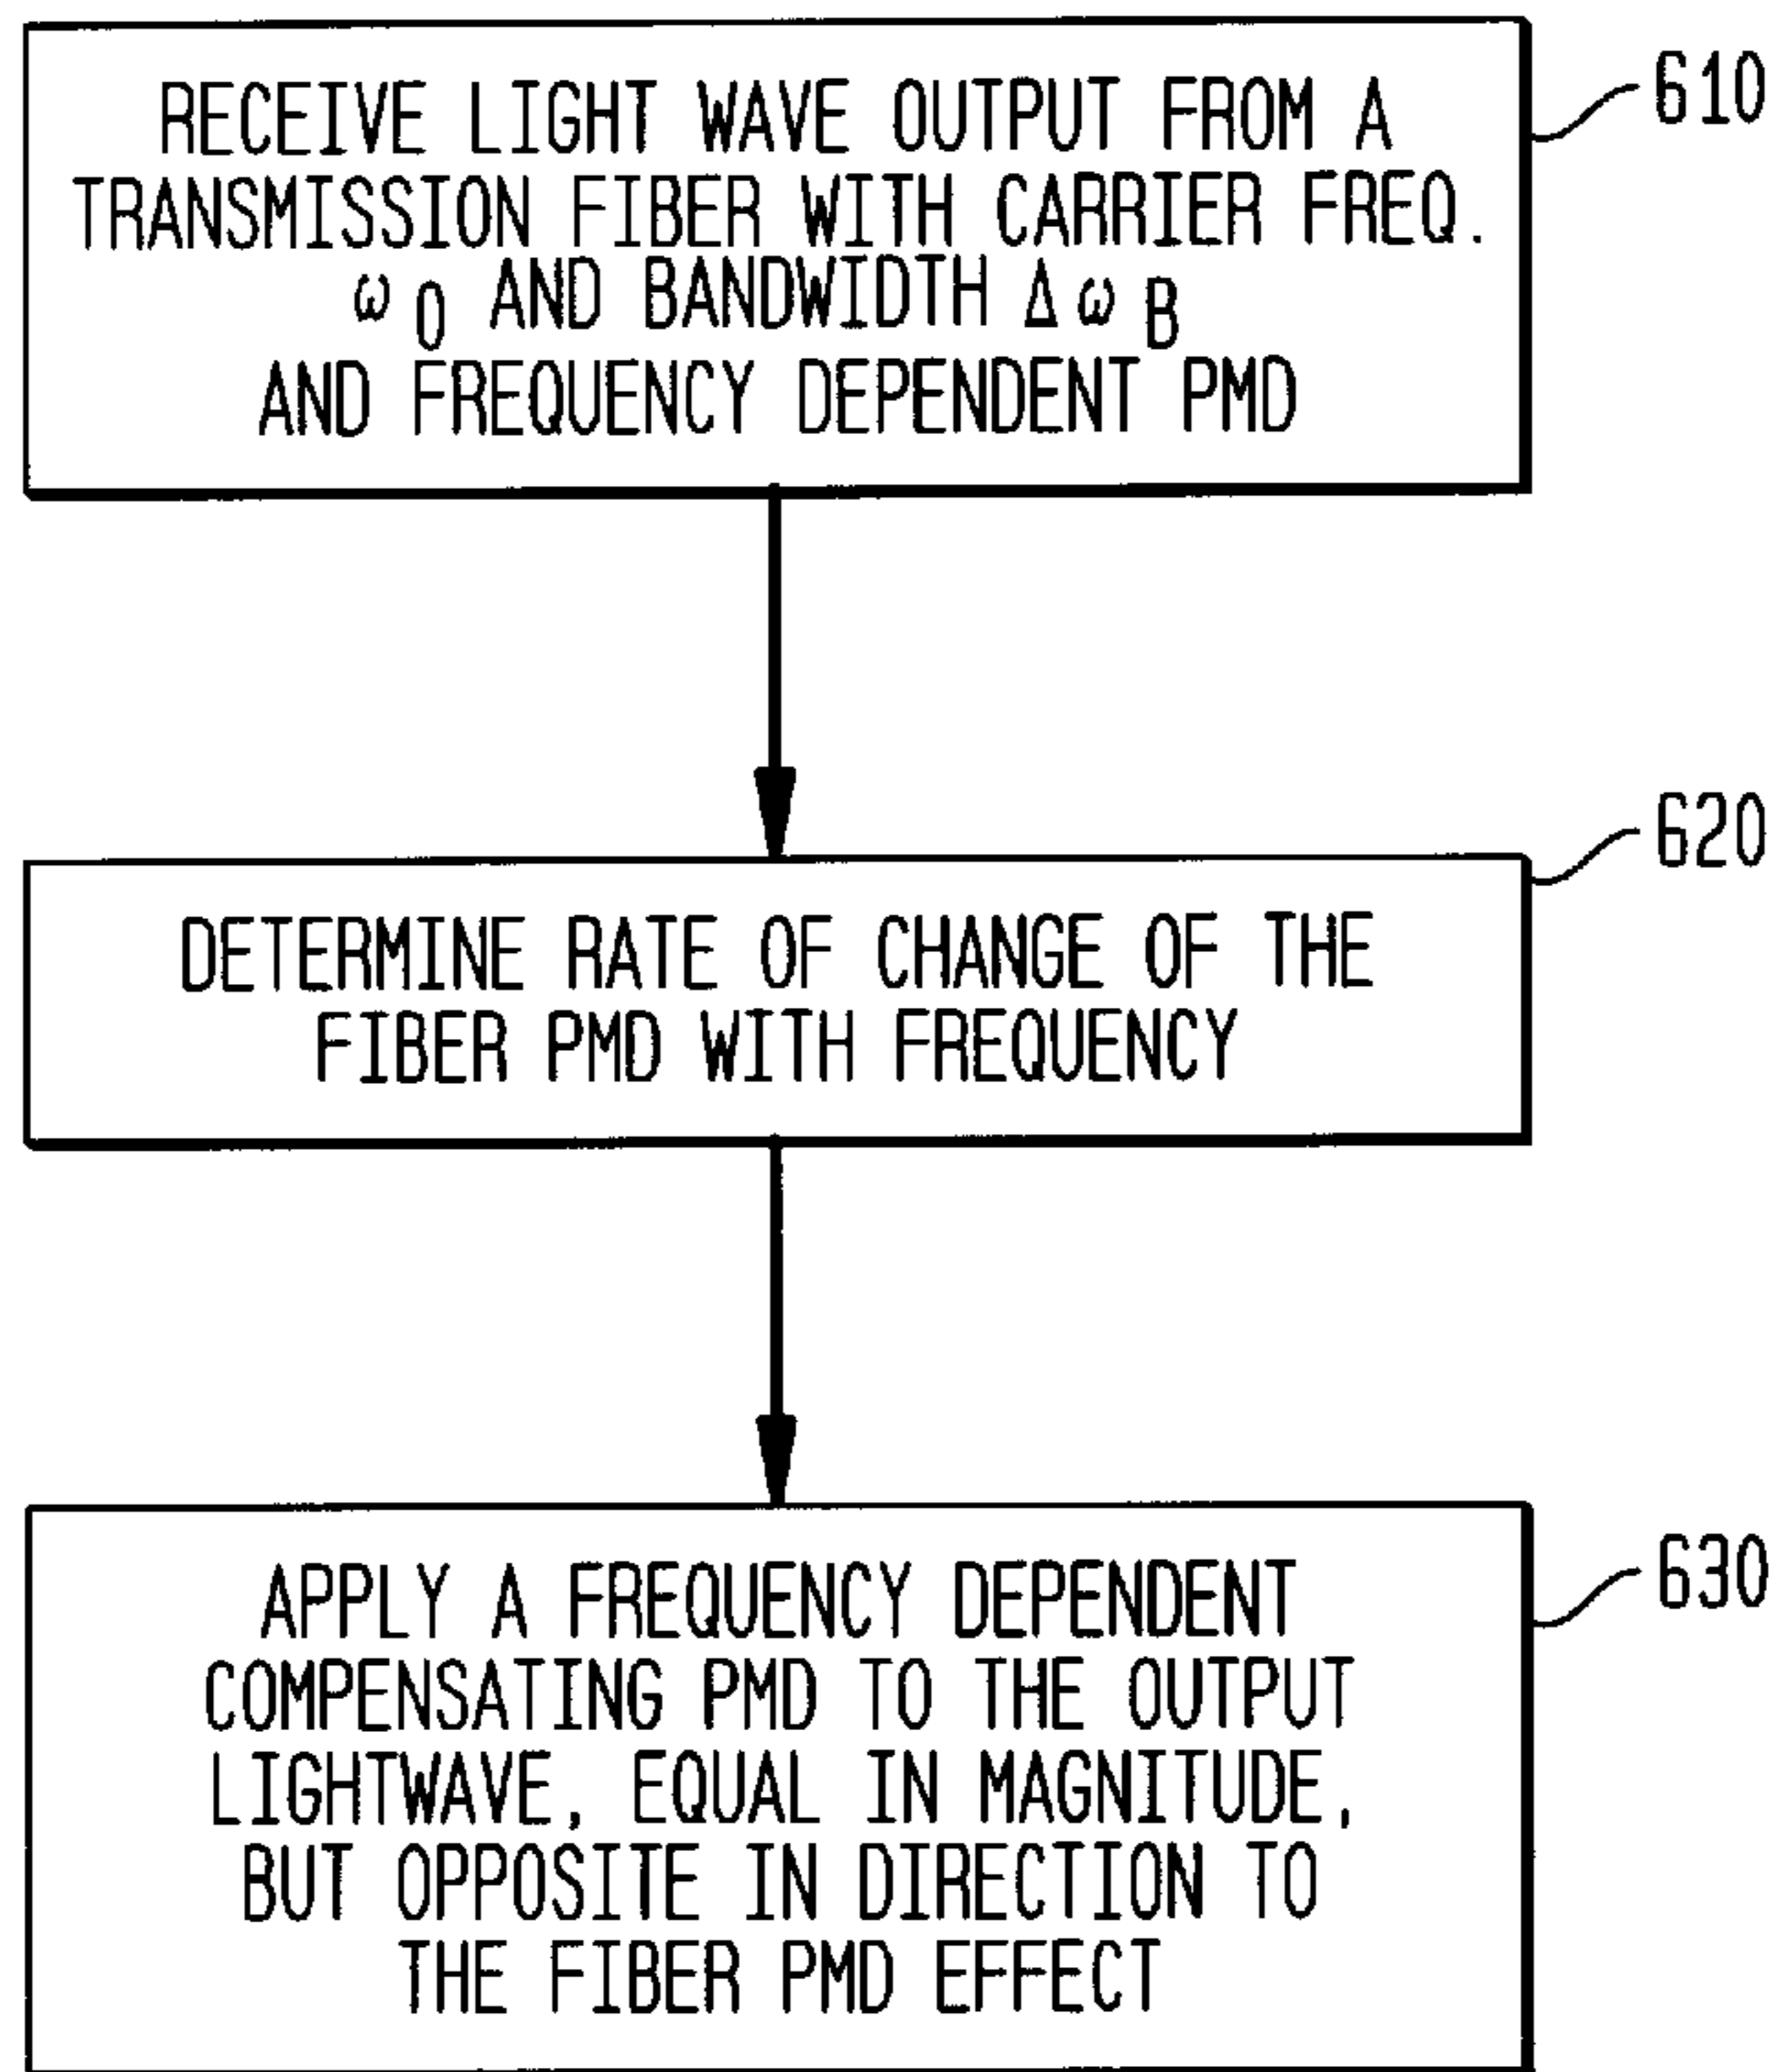 RECEIVE LIGHT WAVE OUTPUT FROM A
TRANSMISSION FIBER WITH CARRIER FREQ.
ω0 AND BANDWIDTH Δω B
AND FREQUENCY DEPENDENT PMD
610
DETERMINE RATE OF CHANGE OF THE
FIBER PMD WITH FREQUENCY
620
APPLY A FREQUENCY DEPENDENT
COMPENSATING PMD TO THE OUTPUT
LIGHTWAVE, EQUAL IN MAGNITUDE,
BUT OPPOSITE IN DIRECTION TO
THE FIBER PMD EFFECT
630